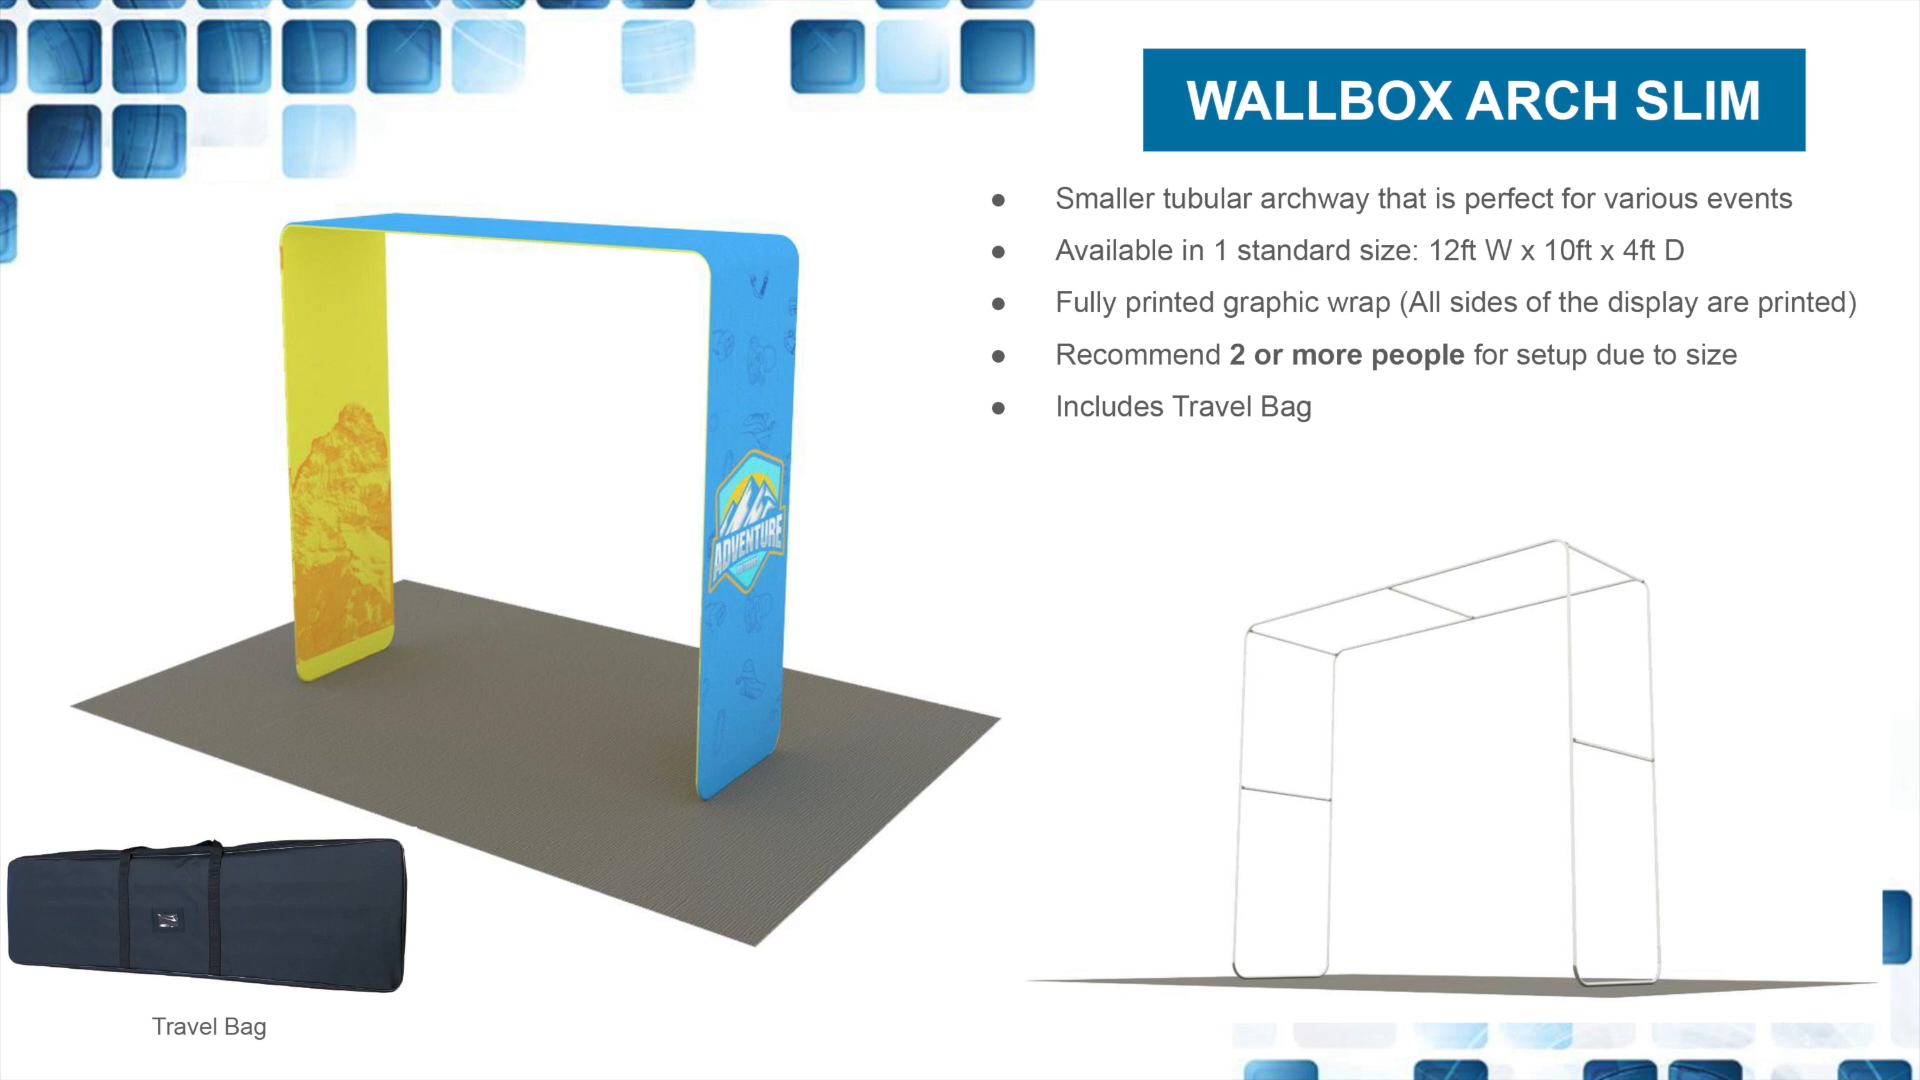 WALLBOX ARCH SLIM
● Smaller tubular archway that is perfect for various events
● Available in 1 standard size: 12ft W x 10ft x 4ft D
● Fully printed graphic wrap (All sides of the display are printed)
● Recommend 2 or more people for setup due to size
● Includes Travel Bag
ADVENTURE
Travel Bag